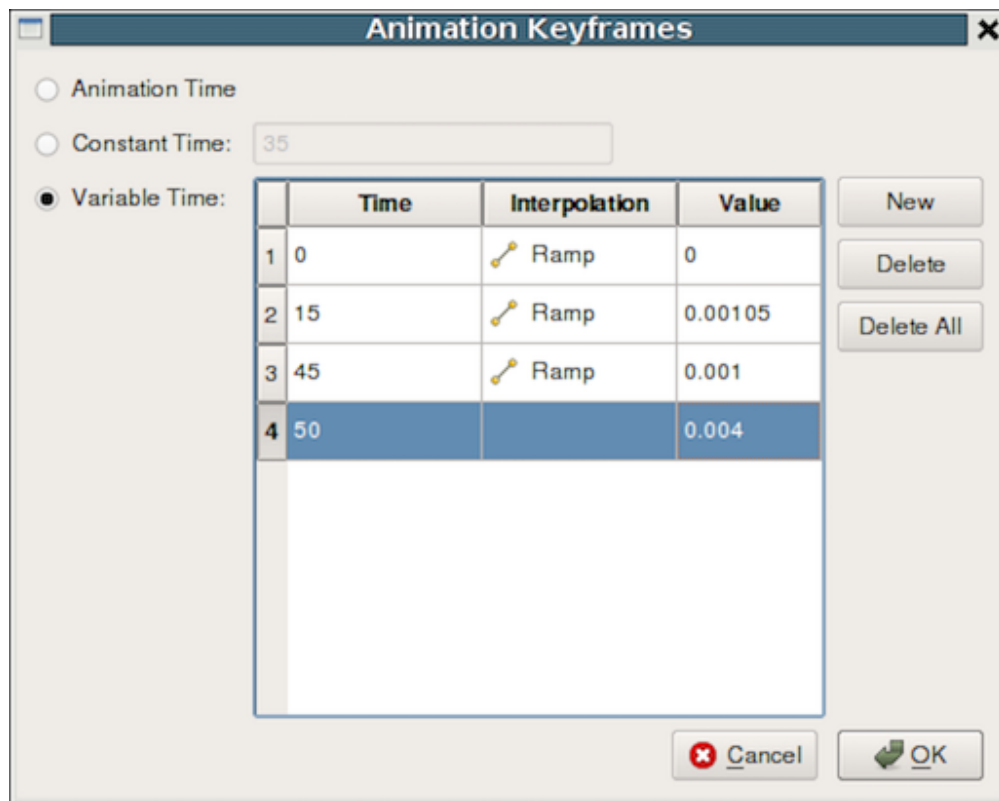 Animation Keyframes
Animation Time
Constant Time: 35
Variable Time:
Time Interpolation Value
1 0 Ramp 0
2 15 Ramp 0.00105
3 45 Ramp 0.001
4 50 0.004
New
Delete
Delete All
Cancel OK